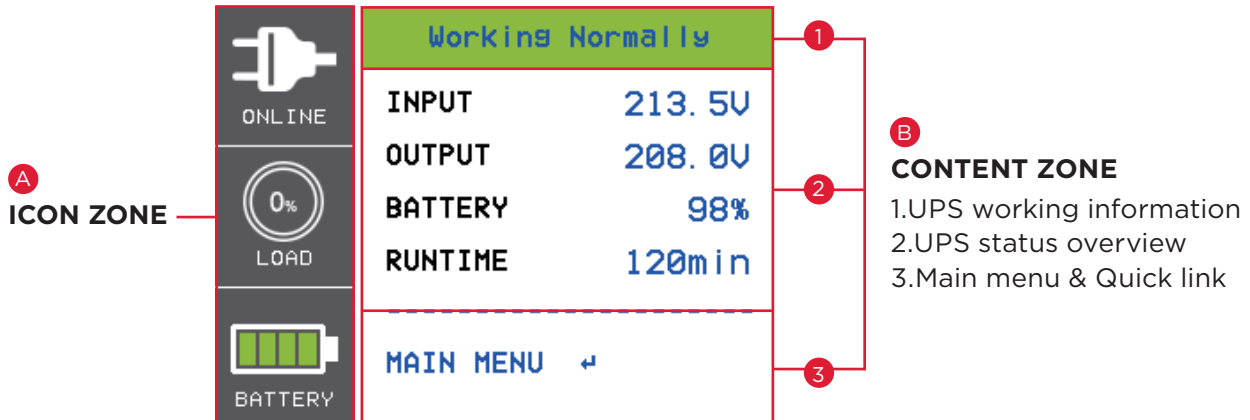 A
ICON ZONE
ONLINE
0%
LOAD
BATTERY
Working Normally
INPUT 213.5V
OUTPUT 208.0V
BATTERY 98%
RUNTIME 120min
MAIN MENU ↵
1
2
3
B
CONTENT ZONE
1.UPS working information
2.UPS status overview
3.Main menu & Quick link